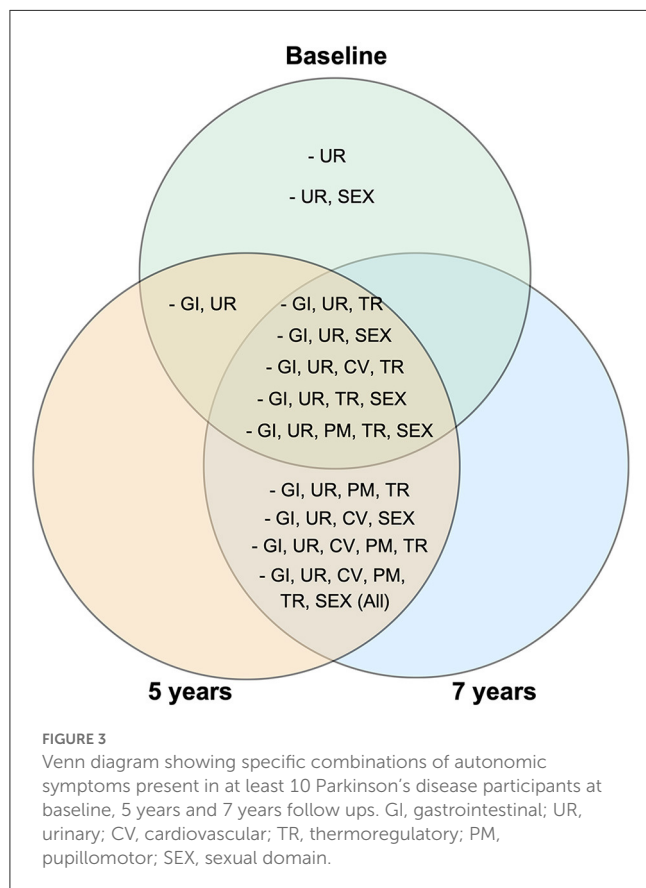 Baseline
- UR
- UR, SEX
- GI, UR
- GI, UR, TR
- GI, UR, SEX
- GI, UR, CV, TR
- GI, UR, TR, SEX
- GI, UR, PM, TR, SEX
- GI, UR, PM, TR
- GI, UR, CV, SEX
- GI, UR, CV, PM, TR
- GI, UR, CV, PM,
TR, SEX (All)
5 years
7 years
FIGURE 3
Venn diagram showing specific combinations of autonomic
symptoms present in at least 10 Parkinson's disease participants at
baseline, 5 years and 7 years follow ups. GI, gastrointestinal; UR,
urinary; CV, cardiovascular; TR, thermoregulatory; PM,
pupillomotor; SEX, sexual domain.